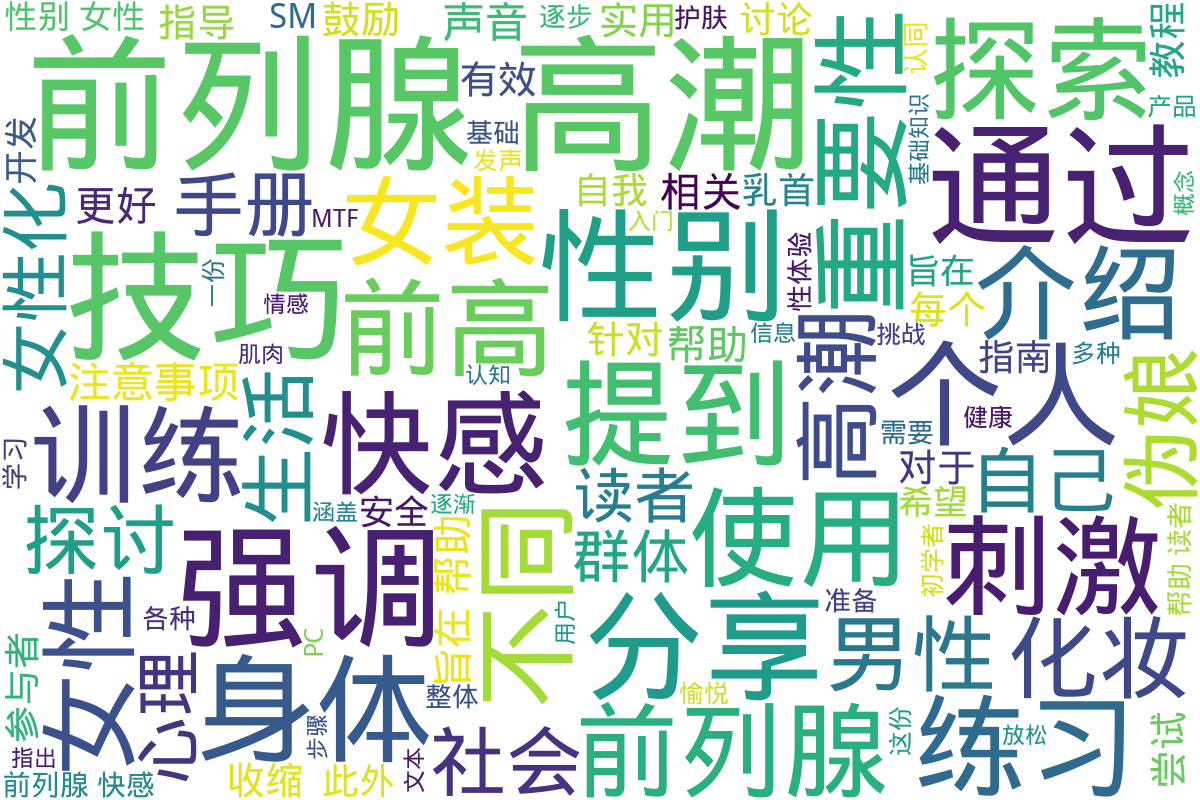 性别 女性
指导
SM
鼓励
声音
逐步
实用
护肤
讨论
认同
教程
产品
前列腺 高潮
重要性
探索
有效
基础
发声
基础知识
概念
开发
女性化
更好
手册
MTF
女装
自我
入门
相关
乳首
通过
一份
情感
技巧
前高
性别
性体验
旨在
每个
介绍
肌肉
认知
针对
帮助
信息
高潮
挑战
指南
多种
注意事项
生活
个人
伪娘
训练
快感
提到
健康
需要
学习
涵盖
安全
逐渐
读者
对于
希望
自己
探讨
强调
帮助
旨在
不同
群体
使用
初学者
刺激
帮助 读者
各种
女性
心理
身体
PC
用户
分享
准备
男性
化妆
参与者
整体
愉悦
指出
步骤
文本
社会
前列腺
这份
练习
放松
尝试
前列腺 快感
收缩
此外